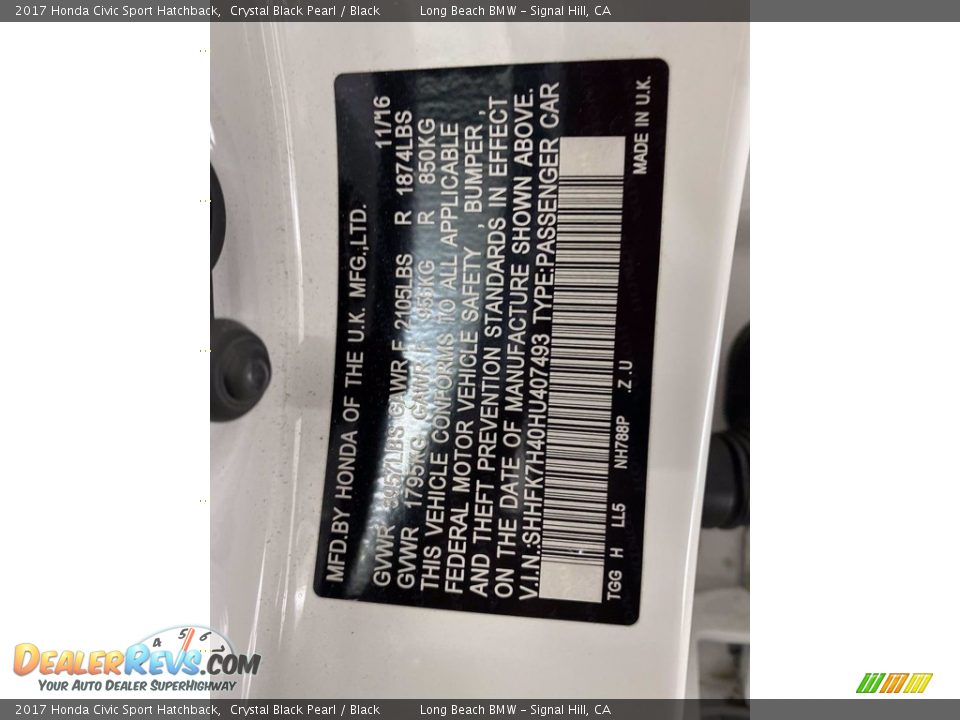 2017 Honda Civic Sport Hatchback, Crystal Black Pearl / Black Long Beach BMW - Signal Hill, CA
MFD.BY HONDA OF THE U.K. MFG.,LTD.
11/16
GVWR 3957LBS GAWR F 2105LBS R 1874LBS
GVWR 1795KG GAWR F 955KG R 850KG
THIS VEHICLE CONFORMS TO ALL APPLICABLE
FEDERAL MOTOR VEHICLE SAFETY , BUMPER ,
AND THEFT PREVENTION STANDARDS IN EFFECT
ON THE DATE OF MANUFACTURE SHOWN ABOVE.
V.I.N.:SHHFK7H40HU407493 TYPE:PASSENGER CAR
TGG H LL5 NH788P Z .U MADE IN U.K.
4 5 6
DEALERREVS.COM
YOUR AUTO DEALER SUPERHIGHWAY
2017 Honda Civic Sport Hatchback, Crystal Black Pearl / Black Long Beach BMW - Signal Hill, CA